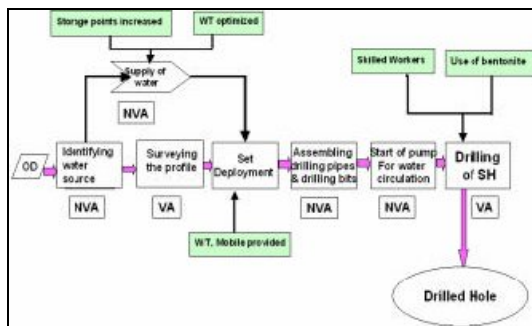 Storage points increased
WT optimized
Supply of
water
NVA
Skilled Workers
Use of bentonite
OD
Identifying
water
source
Surveying
the profile
Set
Deployment
Assembling
drilling pipes
& drilling bits
Start of pump
For water
circulation
Drilling
of SH
NVA
VA
NVA
NVA
VA
WT, Mobile provided
Drilled Hole